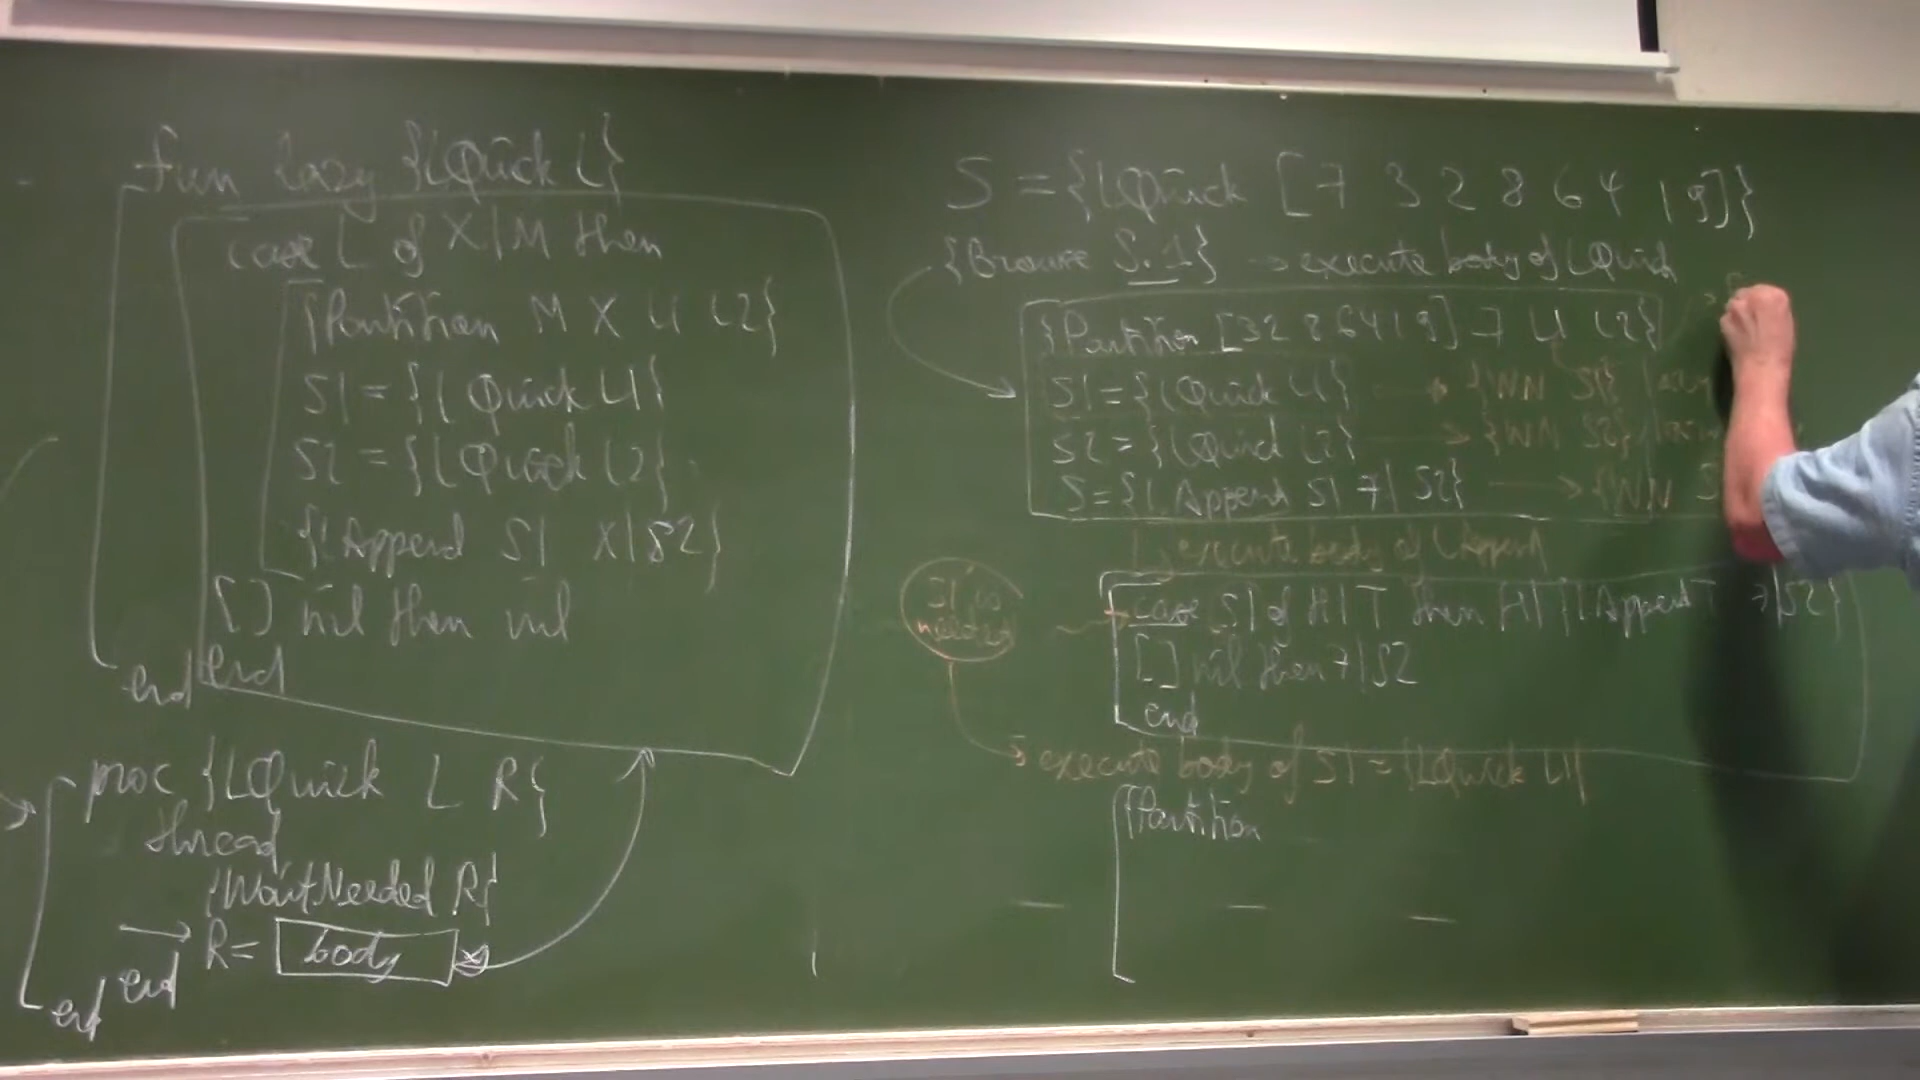 fun lazy {LQuick L}
case L of X|M then
{Partition M X L1 L2}
S1={LQuick L1}
S2={LQuick L2}
{LAppend S1 X|S2}
[] nil then nil
end
end
proc {LQuick L R}
thread
{WaitNeeded R}
R= body
end
end
S={LQuick [7 3 2 8 6 4 1 9]}
{Browse S.1} → execute body of LQuick
{Partition [3 2 8 6 4 1 9] 7 L1 L2}
S1={LQuick L1} → {WN S1}
S2={LQuick L2} → {WN S2}
S={LAppend S1 7|S2} → {WN S
execute body of LAppend
S1 is
needed
case S1 of H|T then H|{LAppend T 7|S2}
[] nil then 7|S2
end
→ execute body of S1={LQuick L1}
{Partition